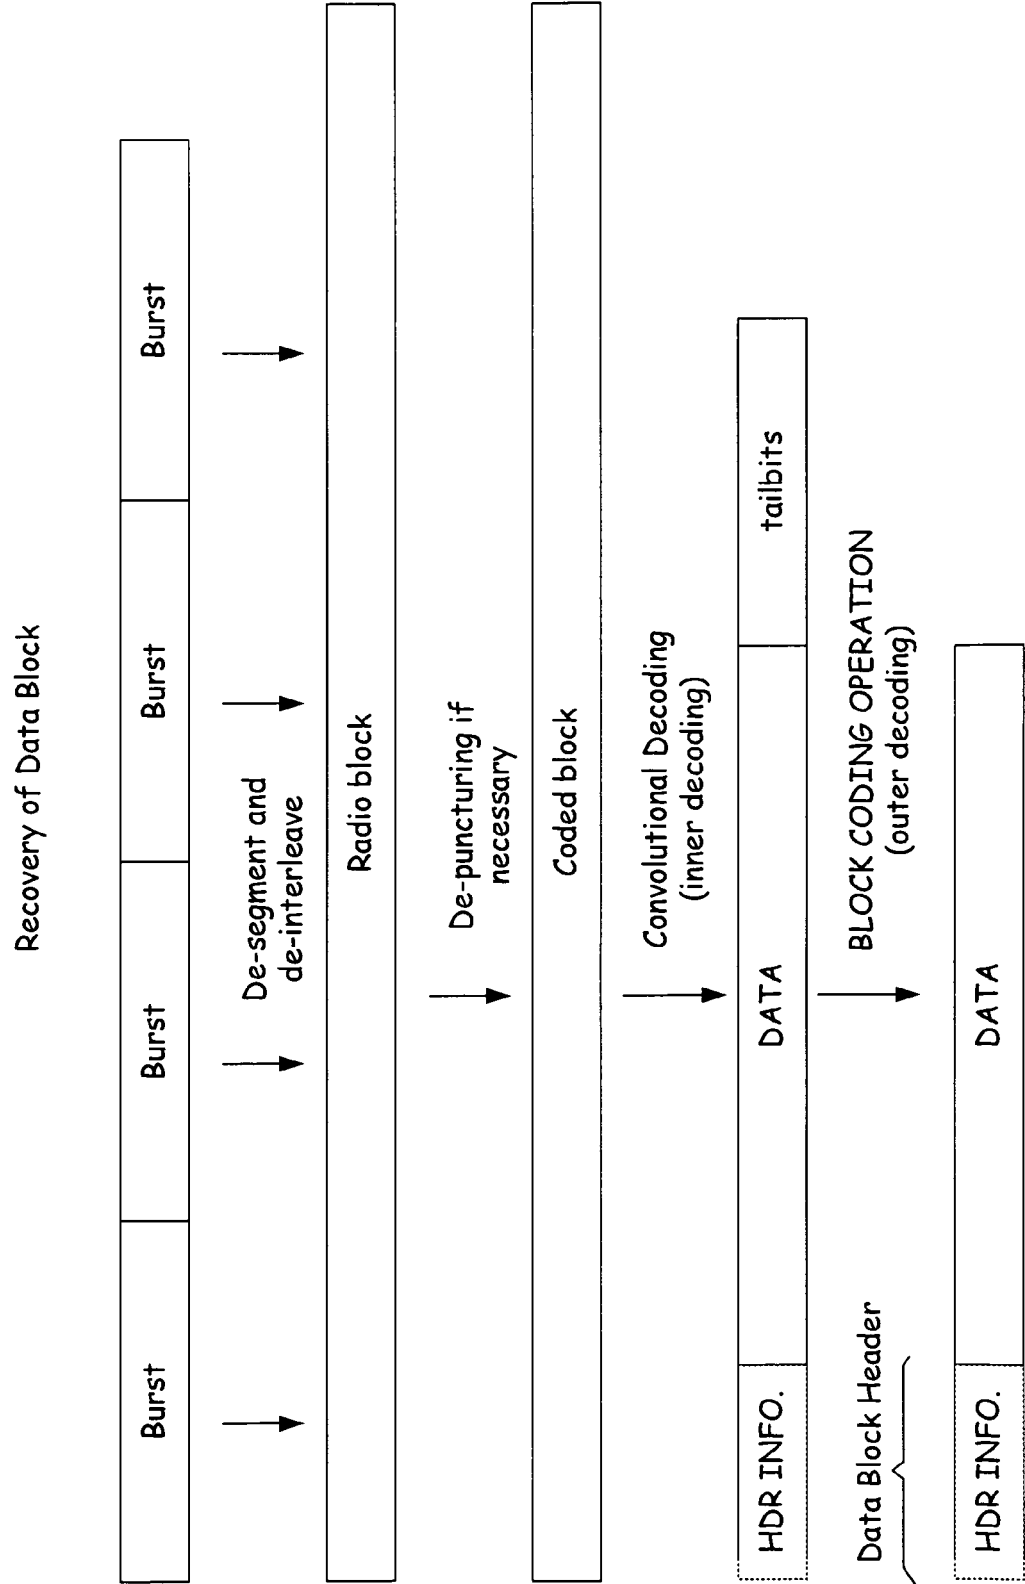 Recovery of Data Block
Burst
Burst
Burst
Burst
De-segment and
de-interleave
Radio block
De-puncturing if
necessary
Coded block
Convolutional Decoding
(inner decoding)
HDR INFO.
DATA
tailbits
Data Block Header
BLOCK CODING OPERATION
(outer decoding)
HDR INFO.
DATA